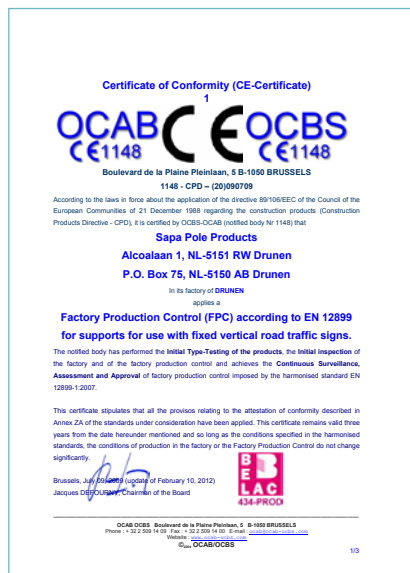 Certificate of Conformity (CE-Certificate)
1
OCAB CE OCBS
CE1148 CE1148
Boulevard de la Plaine Pleinlaan, 5 B-1050 BRUSSELS
1148 - CPD – (20)090709
According to the laws in force about the application of the directive 89/106/EEC of the Council of the
European Communities of 21 December 1988 regarding the construction products (Construction
Products Directive - CPD), it is certified by OCBS-OCAB (notified body Nr 1148) that
Sapa Pole Products
Alcoalaan 1, NL-5151 RW Drunen
P.O. Box 75, NL-5150 AB Drunen
In its factory of DRUNEN
applies a
Factory Production Control (FPC) according to EN 12899
for supports for use with fixed vertical road traffic signs.
The notified body has performed the Initial Type-Testing of the products, the Initial inspection of
the factory and of the factory production control and achieves the Continuous Surveillance,
Assessment and Approval of factory production control imposed by the harmonised standard EN
12899-1:2007.
This certificate stipulates that all the provisos relating to the attestation of conformity described in
Annex ZA of the standards under consideration have been applied. This certificate remains valid three
years from the date hereunder mentioned and so long as the conditions specified in the harmonised
standards, the conditions of production in the factory or the Factory Production Control do not change
significantly.
Brussels, July 09, 2009 (update of February 10, 2012)
Jacques DEFOURNY, Chairman of the Board
BE
LAC
434-PROD
OCAB OCBS Boulevard de la Plaine Pleinlaan, 5 B-1050 BRUSSELS
Phone : + 32 2 509 14 09 Fax : + 32 2 509 14 00 E-mail : ocab@ocab-ocbs.com
Website : www.ocab-ocbs.com
OCAB/OCBS
1/3